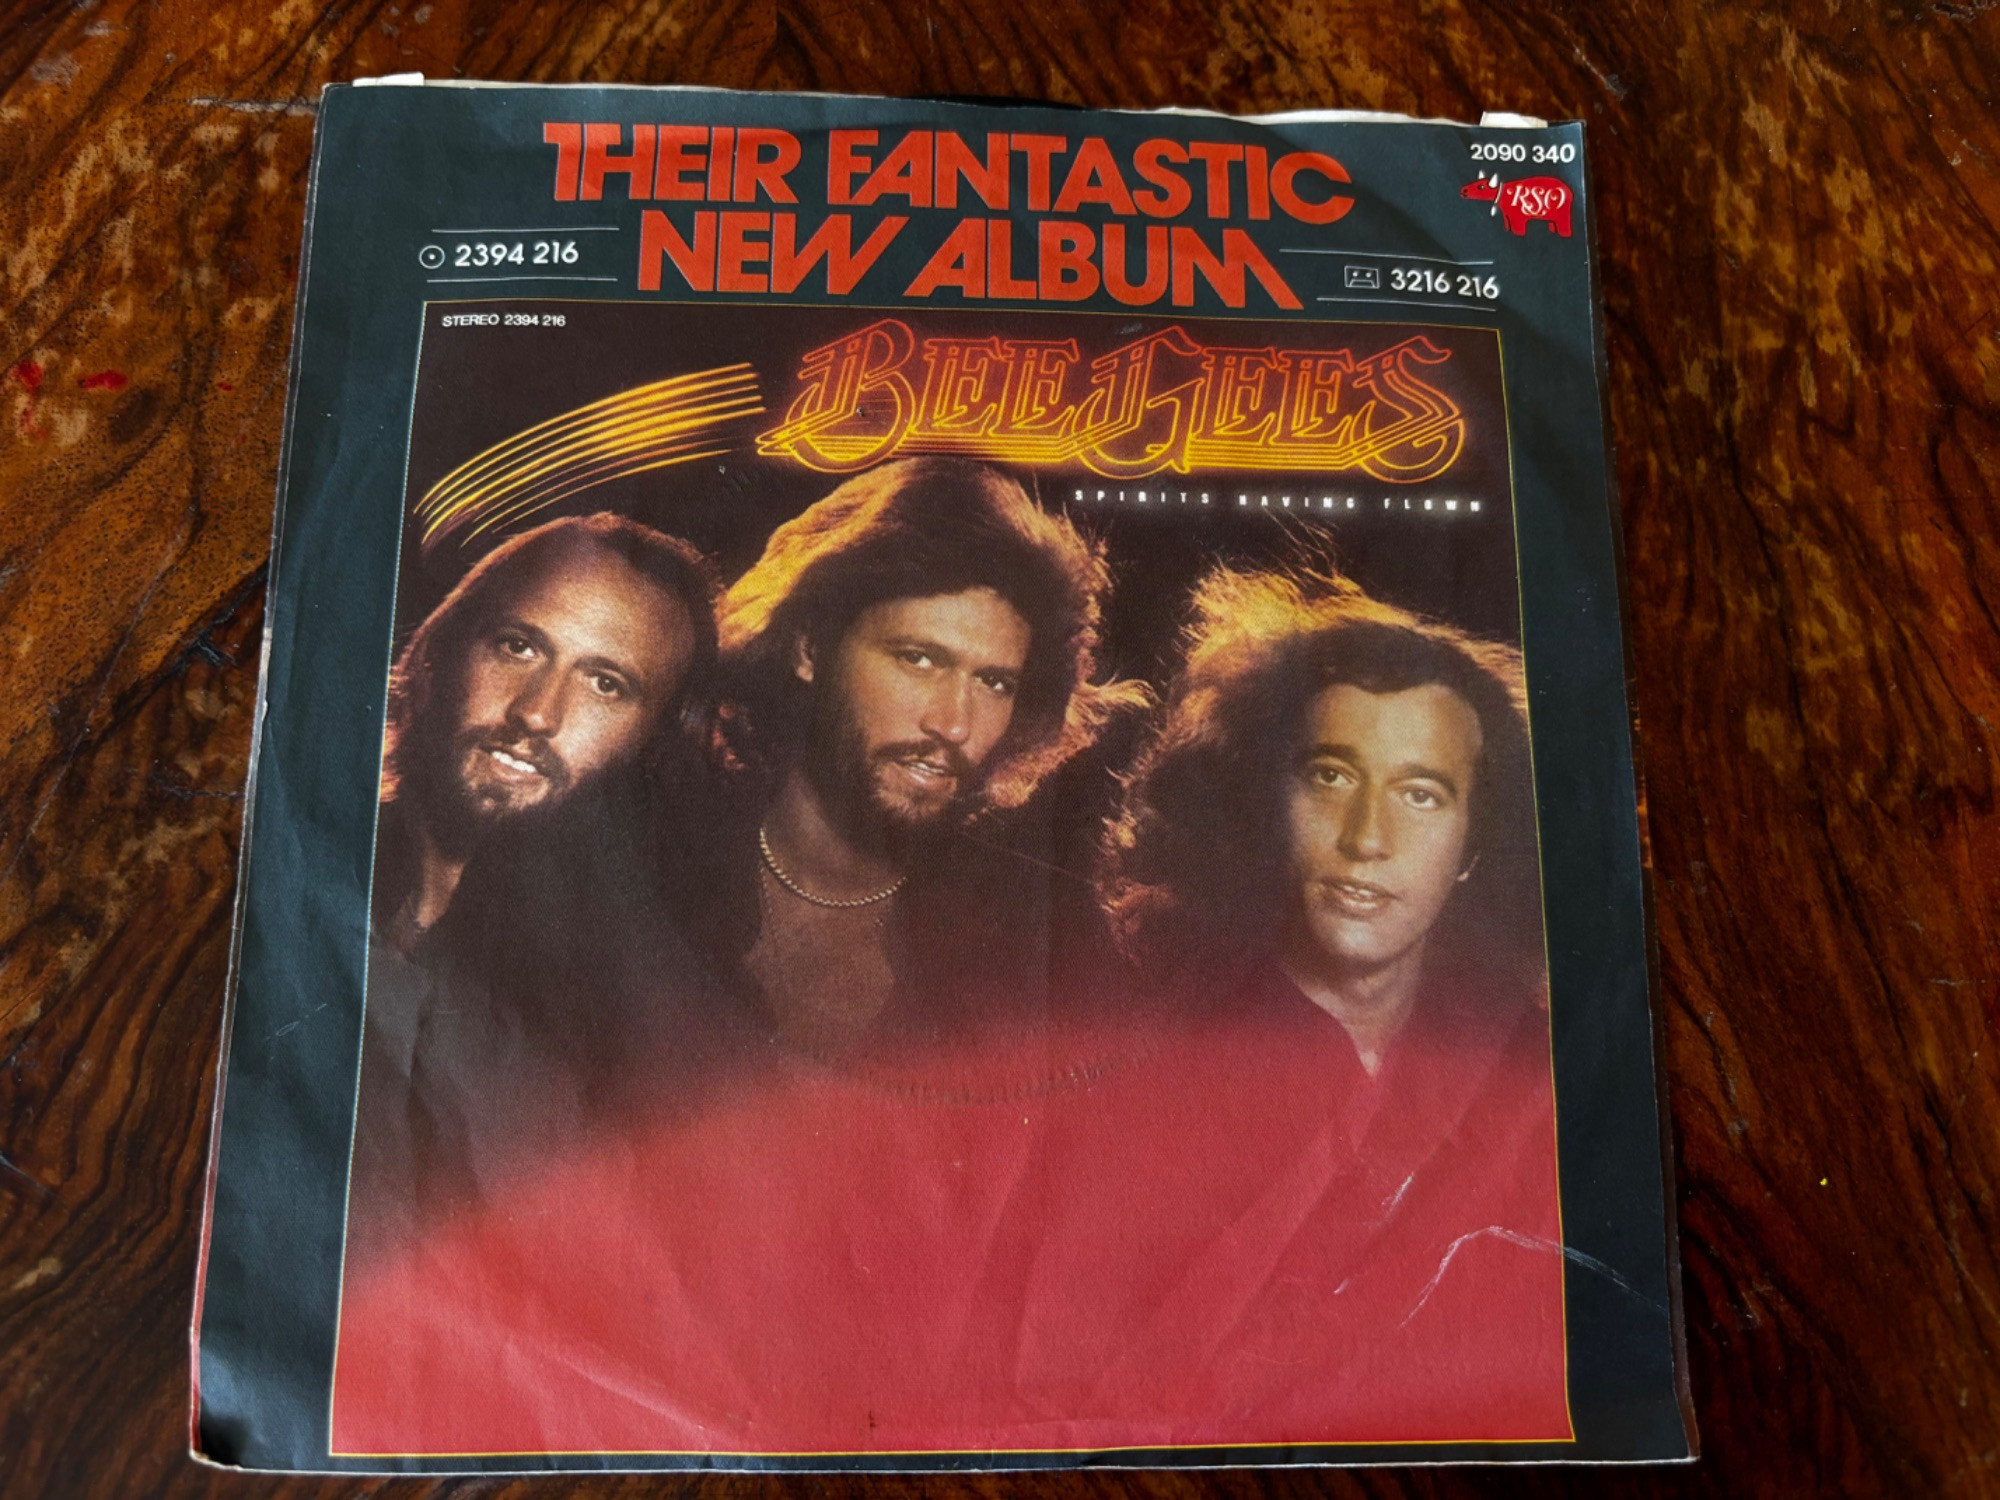 THEIR FANTASTIC
NEW ALBUM
2090 340
RSO
2394 216
3216 216
STEREO 2394 216
BEE GEES
SPIRITS HAVING FLOWN